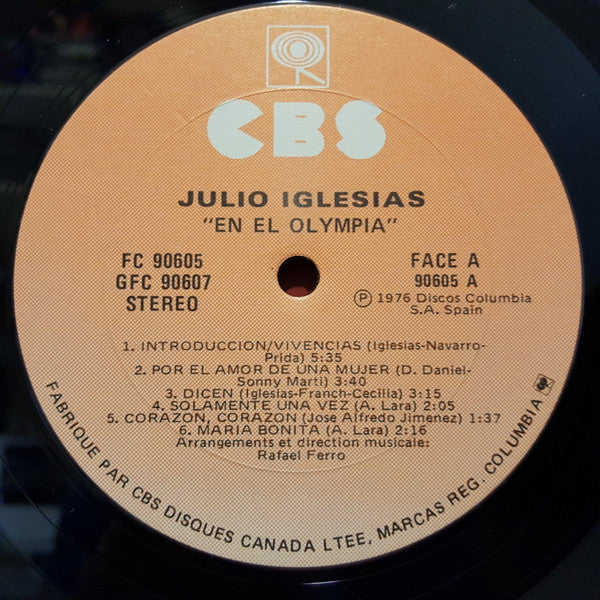 CBS
JULIO IGLESIAS
"EN EL OLYMPIA"
FC 90605
GFC 90607
STEREO
FACE A
90605 A
Ⓟ 1976 Discos Columbia
S.A. Spain
1. INTRODUCCION/VIVENCIAS (Iglesias-Navarro-
Prida) 5:35
2. POR EL AMOR DE UNA MUJER (D. Daniel-
Sonny Marti) 3:40
3. DICEN (Iglesias-Franch-Cecilia) 3:15
4. SOLAMENTE UNA VEZ (A. Lara) 2:05
5. CORAZON, CORAZON (Jose Alfredo Jimenez) 1:37
6. MARIA BONITA (A. Lara) 2:16
Arrangements et direction musicale:
Rafael Ferro
FABRIQUE PAR CBS DISQUES CANADA LTEE, MARCAS REG. COLUMBIA